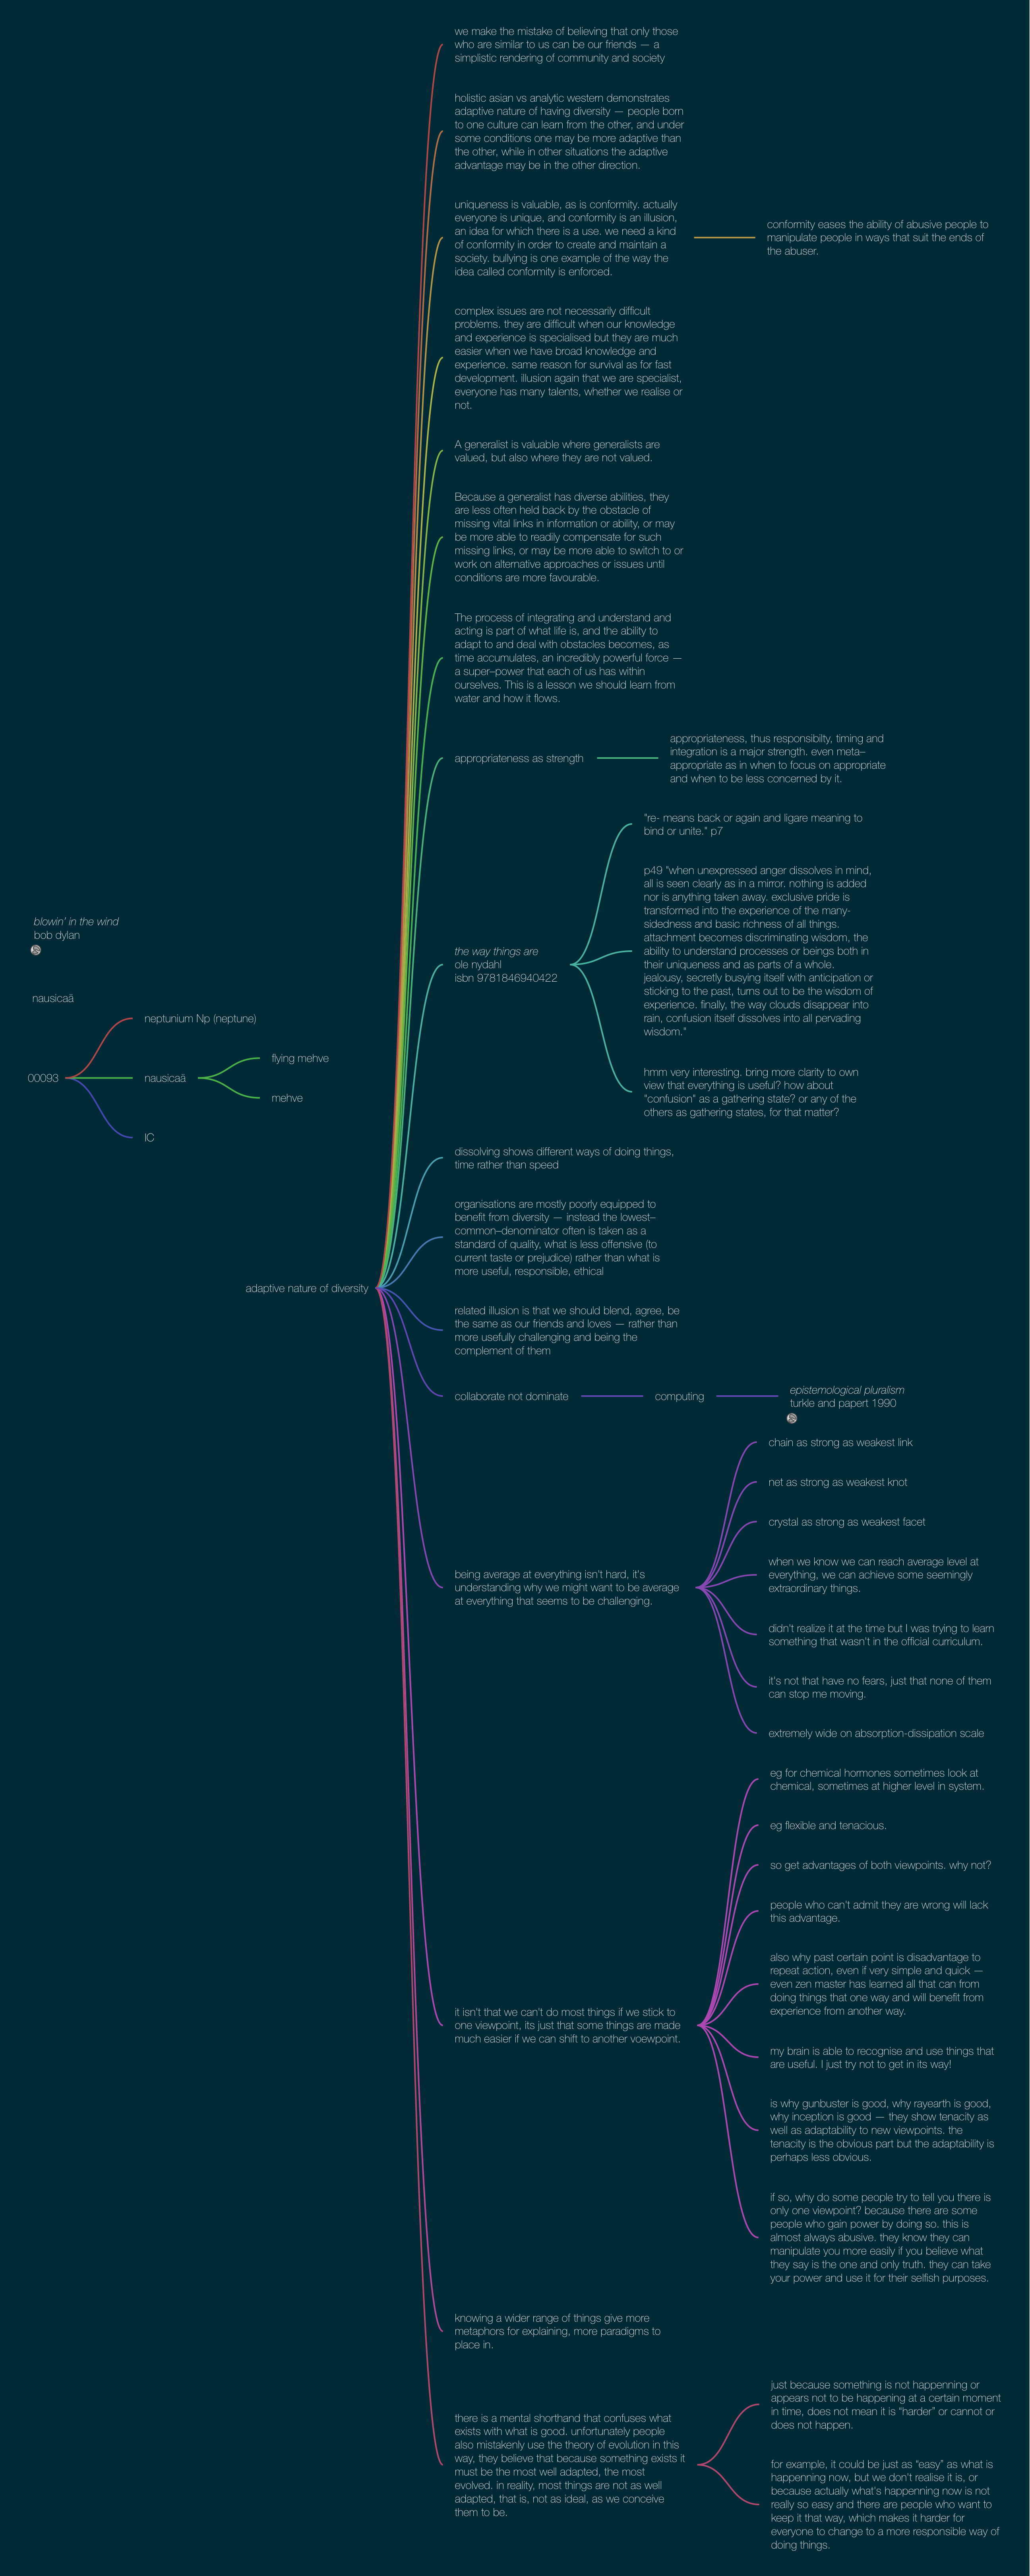 we make the mistake of believing that only those
who are similar to us can be our friends — a
simplistic rendering of community and society
holistic asian vs analytic western demonstrates
adaptive nature of having diversity — people born
to one culture can learn from the other, and under
some conditions one may be more adaptive than
the other, while in other situations the adaptive
advantage may be in the other direction.
uniqueness is valuable, as is conformity. actually
everyone is unique, and conformity is an illusion,
an idea for which there is a use. we need a kind
of conformity in order to create and maintain a
society. bullying is one example of the way the
idea called conformity is enforced.
conformity eases the ability of abusive people to
manipulate people in ways that suit the ends of
the abuser.
complex issues are not necessarily difficult
problems. they are difficult when our knowledge
and experience is specialised but they are much
easier when we have broad knowledge and
experience. same reason for survival as for fast
development. illusion again that we are specialist,
everyone has many talents, whether we realise or
not.
A generalist is valuable where generalists are
valued, but also where they are not valued.
Because a generalist has diverse abilities, they
are less often held back by the obstacle of
missing vital links in information or ability, or may
be more able to readily compensate for such
missing links, or may be more able to switch to or
work on alternative approaches or issues until
conditions are more favourable.
The process of integrating and understand and
acting is part of what life is, and the ability to
adapt to and deal with obstacles becomes, as
time accumulates, an incredibly powerful force —
a super–power that each of us has within
ourselves. This is a lesson we should learn from
water and how it flows.
appropriateness as strength
appropriateness, thus responsibilty, timing and
integration is a major strength. even meta–
appropriate as in when to focus on appropriate
and when to be less concerned by it.
the way things are
ole nydahl
isbn 9781846940422
"re- means back or again and ligare meaning to
bind or unite." p7
p49 "when unexpressed anger dissolves in mind,
all is seen clearly as in a mirror. nothing is added
nor is anything taken away. exclusive pride is
transformed into the experience of the many-
sidedness and basic richness of all things.
attachment becomes discriminating wisdom, the
ability to understand processes or beings both in
their uniqueness and as parts of a whole.
jealousy, secretly busying itself with anticipation or
sticking to the past, turns out to be the wisdom of
experience. finally, the way clouds disappear into
rain, confusion itself dissolves into all pervading
wisdom."
hmm very interesting. bring more clarity to own
view that everything is useful? how about
"confusion" as a gathering state? or any of the
others as gathering states, for that matter?
blowin' in the wind
bob dylan
nausicaä
00093
neptunium Np (neptune)
nausicaä
flying mehve
mehve
IC
adaptive nature of diversity
dissolving shows different ways of doing things,
time rather than speed
organisations are mostly poorly equipped to
benefit from diversity — instead the lowest–
common–denominator often is taken as a
standard of quality, what is less offensive (to
current taste or prejudice) rather than what is
more useful, responsible, ethical
related illusion is that we should blend, agree, be
the same as our friends and loves — rather than
more usefully challenging and being the
complement of them
collaborate not dominate
computing
epistemological pluralism
turkle and papert 1990
being average at everything isn't hard, it's
understanding why we might want to be average
at everything that seems to be challenging.
chain as strong as weakest link
net as strong as weakest knot
crystal as strong as weakest facet
when we know we can reach average level at
everything, we can achieve some seemingly
extraordinary things.
didn't realize it at the time but I was trying to learn
something that wasn't in the official curriculum.
it's not that have no fears, just that none of them
can stop me moving.
extremely wide on absorption-dissipation scale
it isn't that we can't do most things if we stick to
one viewpoint, its just that some things are made
much easier if we can shift to another voewpoint.
eg for chemical hormones sometimes look at
chemical, sometimes at higher level in system.
eg flexible and tenacious.
so get advantages of both viewpoints. why not?
people who can't admit they are wrong will lack
this advantage.
also why past certain point is disadvantage to
repeat action, even if very simple and quick —
even zen master has learned all that can from
doing things that one way and will benefit from
experience from another way.
my brain is able to recognise and use things that
are useful. I just try not to get in its way!
is why gunbuster is good, why rayearth is good,
why inception is good — they show tenacity as
well as adaptability to new viewpoints. the
tenacity is the obvious part but the adaptability is
perhaps less obvious.
if so, why do some people try to tell you there is
only one viewpoint? because there are some
people who gain power by doing so. this is
almost always abusive. they know they can
manipulate you more easily if you believe what
they say is the one and only truth. they can take
your power and use it for their selfish purposes.
knowing a wider range of things give more
metaphors for explaining, more paradigms to
place in.
there is a mental shorthand that confuses what
exists with what is good. unfortunately people
also mistakenly use the theory of evolution in this
way, they believe that because something exists it
must be the most well adapted, the most
evolved. in reality, most things are not as well
adapted, that is, not as ideal, as we conceive
them to be.
just because something is not happenning or
appears not to be happening at a certain moment
in time, does not mean it is “harder” or cannot or
does not happen.
for example, it could be just as “easy” as what is
happenning now, but we don't realise it is, or
because actually what's happenning now is not
really so easy and there are people who want to
keep it that way, which makes it harder for
everyone to change to a more responsible way of
doing things.